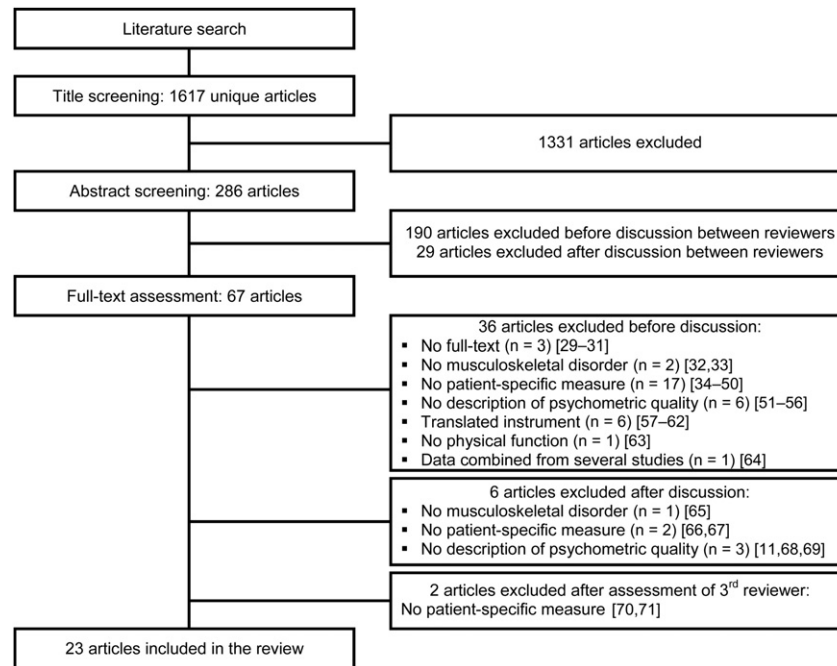 Literature search
Title screening: 1617 unique articles
1331 articles excluded
Abstract screening: 286 articles
190 articles excluded before discussion between reviewers
29 articles excluded after discussion between reviewers
Full-text assessment: 67 articles
36 articles excluded before discussion:
▪ No full-text (n = 3) [29–31]
▪ No musculoskeletal disorder (n = 2) [32,33]
▪ No patient-specific measure (n = 17) [34–50]
▪ No description of psychometric quality (n = 6) [51–56]
▪ Translated instrument (n = 6) [57–62]
▪ No physical function (n = 1) [63]
▪ Data combined from several studies (n = 1) [64]
6 articles excluded after discussion:
▪ No musculoskeletal disorder (n = 1) [65]
▪ No patient-specific measure (n = 2) [66,67]
▪ No description of psychometric quality (n = 3) [11,68,69]
2 articles excluded after assessment of 3rd reviewer:
No patient-specific measure [70,71]
23 articles included in the review